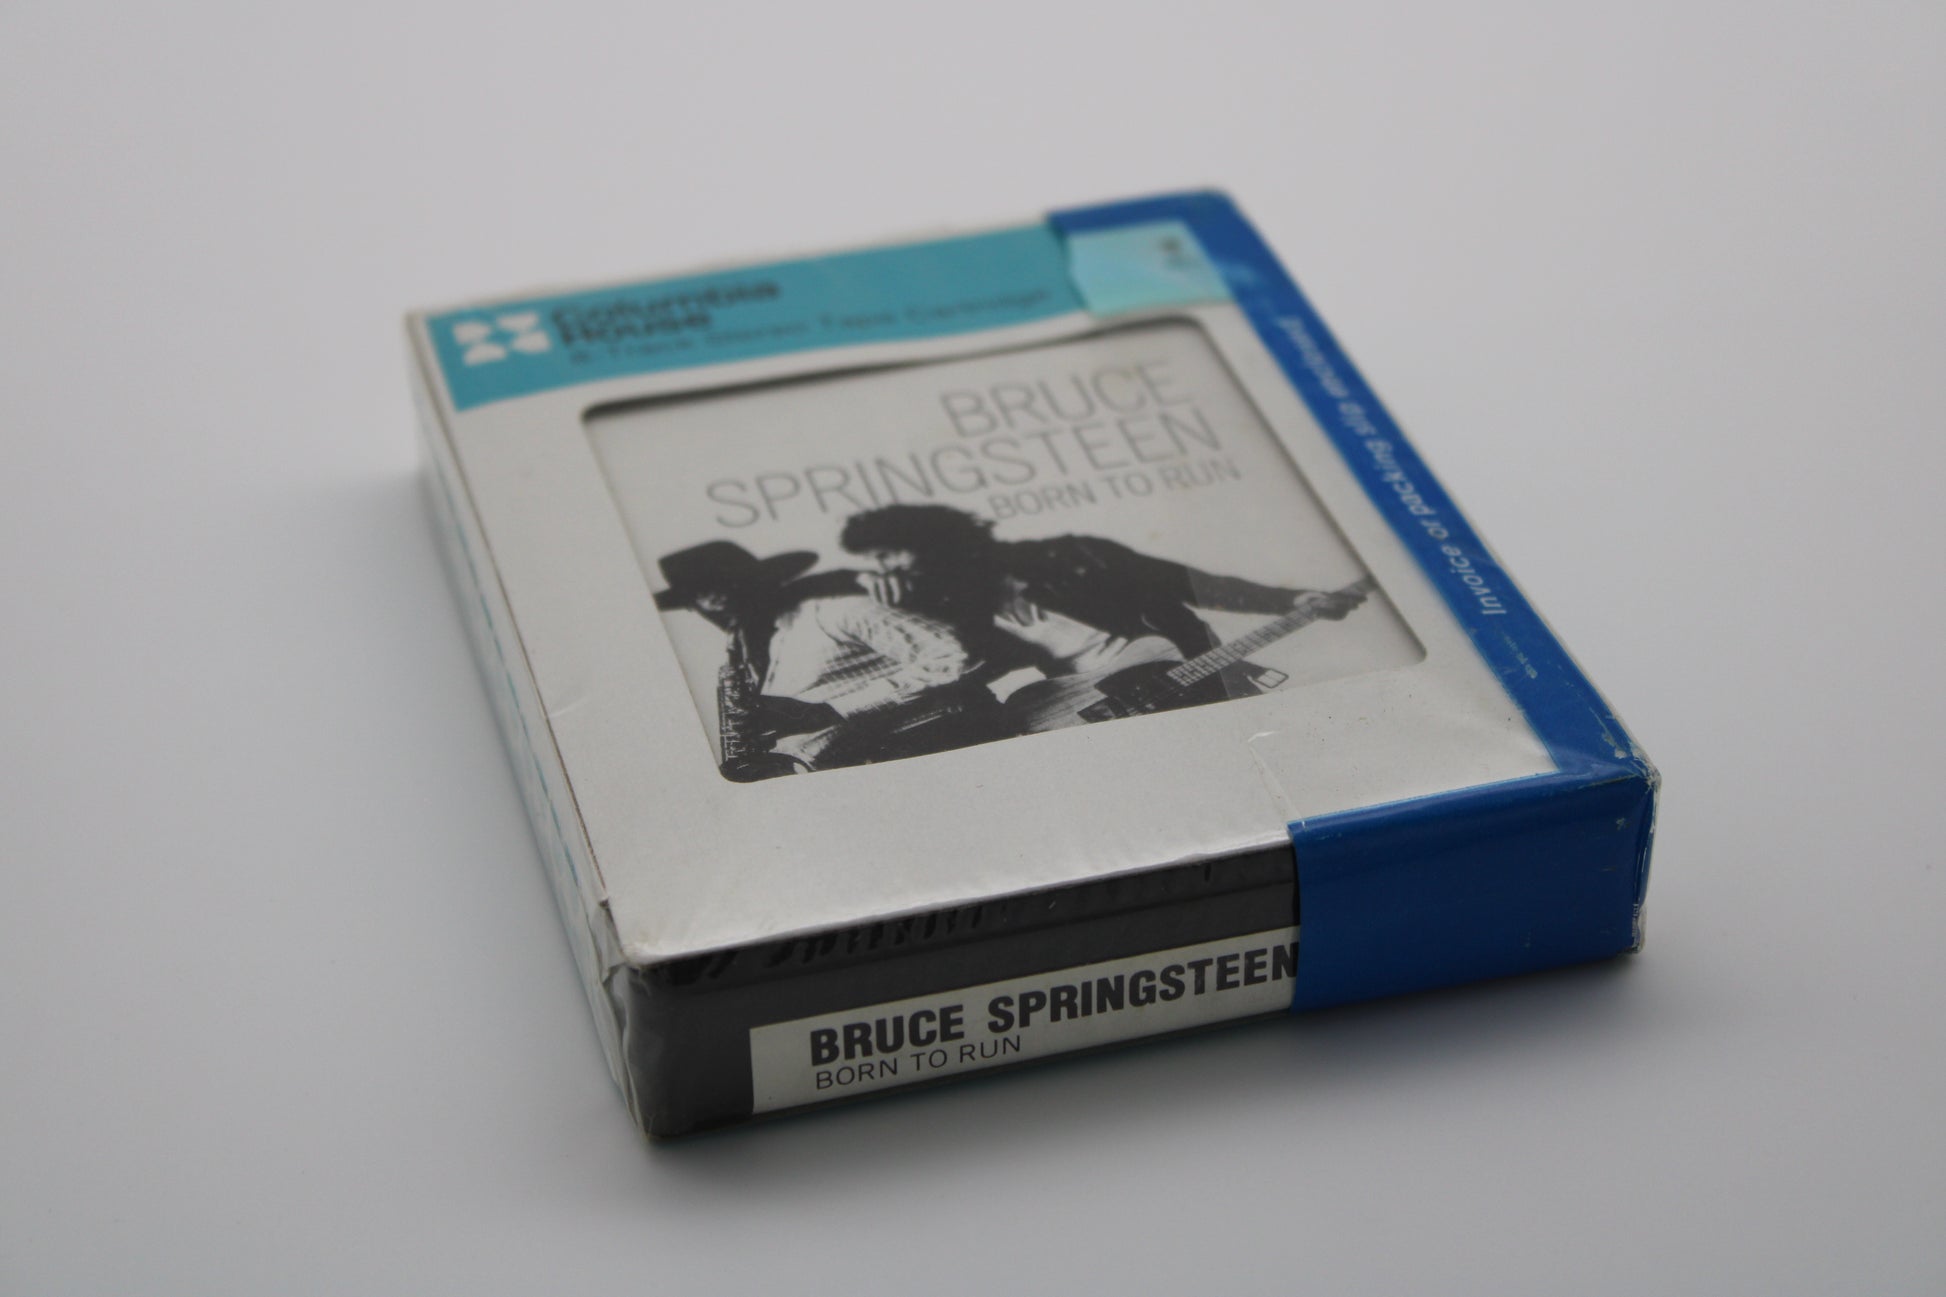 Columbia
House
8-Track Stereo Tape Cartridge
BRUCE
SPRINGSTEEN
BORN TO RUN
Invoice or packing slip enclosed
BRUCE SPRINGSTEEN
BORN TO RUN